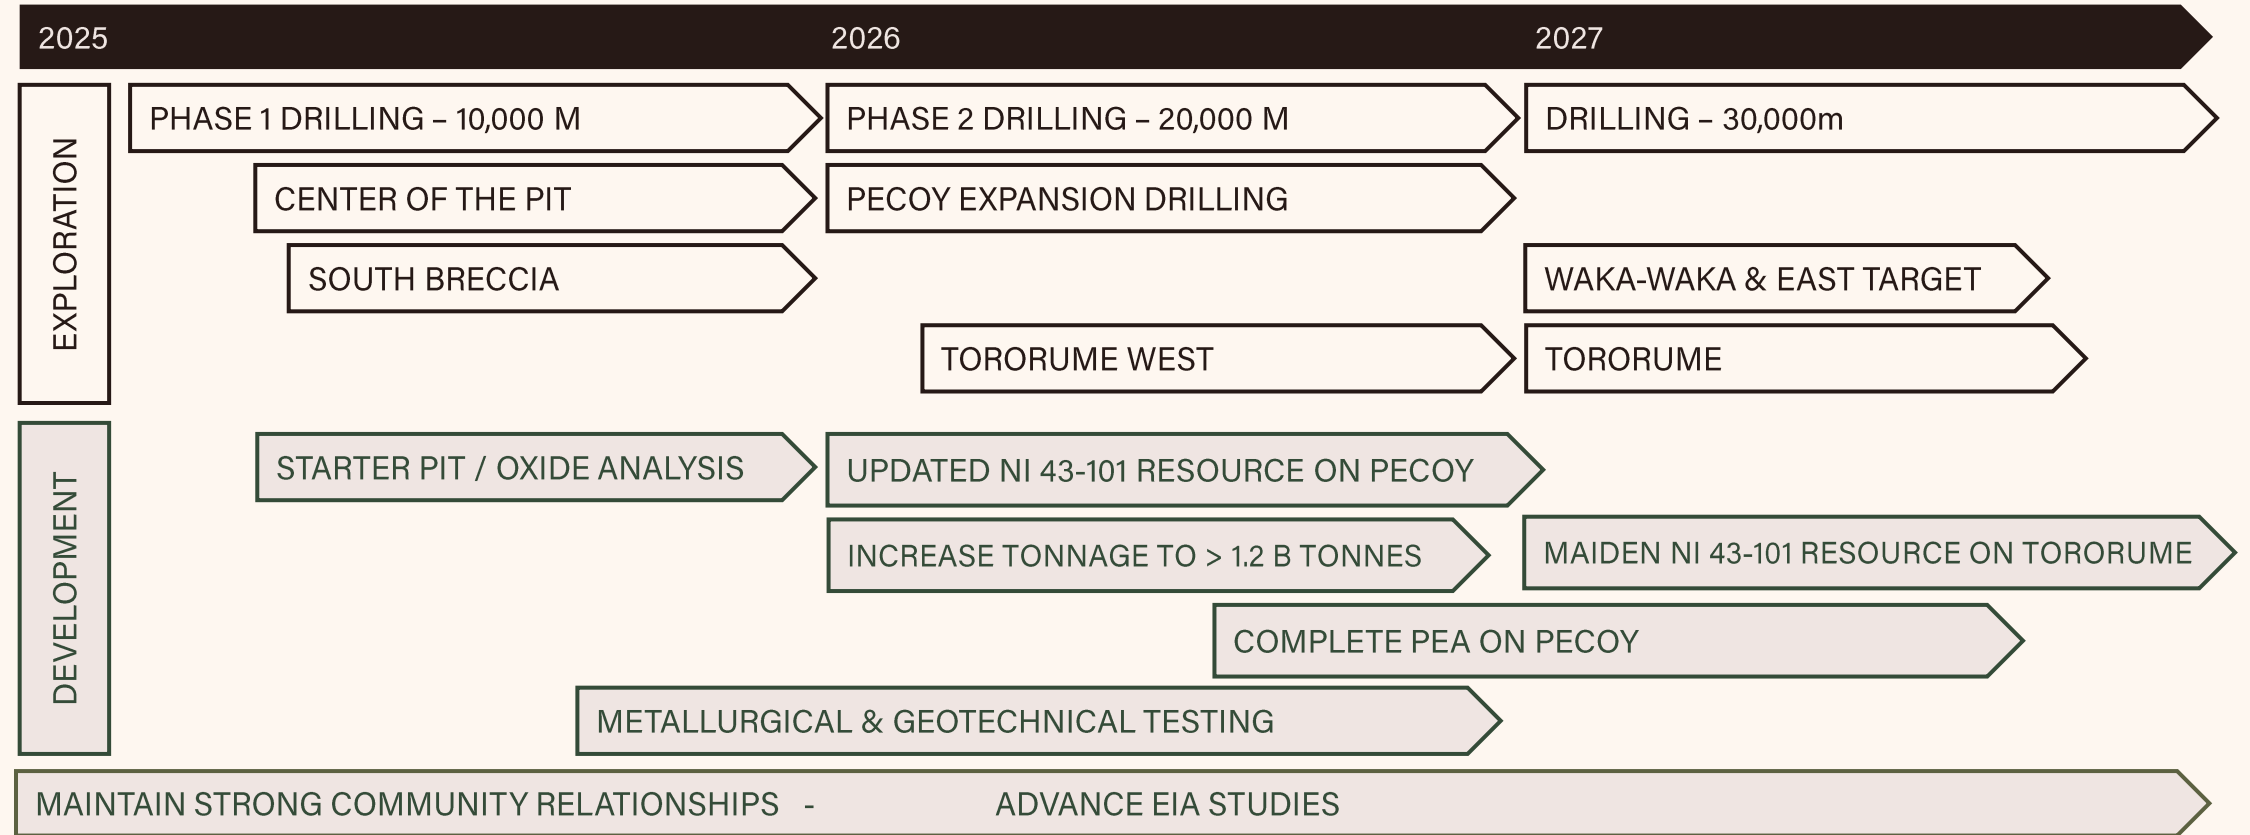 2025 2026 2027
EXPLORATION
PHASE 1 DRILLING – 10,000 M
PHASE 2 DRILLING – 20,000 M
DRILLING – 30,000m
CENTER OF THE PIT
PECOY EXPANSION DRILLING
SOUTH BRECCIA
WAKA-WAKA & EAST TARGET
TORORUME WEST
TORORUME
DEVELOPMENT
STARTER PIT / OXIDE ANALYSIS
UPDATED NI 43-101 RESOURCE ON PECOY
INCREASE TONNAGE TO > 1.2 B TONNES
MAIDEN NI 43-101 RESOURCE ON TORORUME
COMPLETE PEA ON PECOY
METALLURGICAL & GEOTECHNICAL TESTING
MAINTAIN STRONG COMMUNITY RELATIONSHIPS - ADVANCE EIA STUDIES